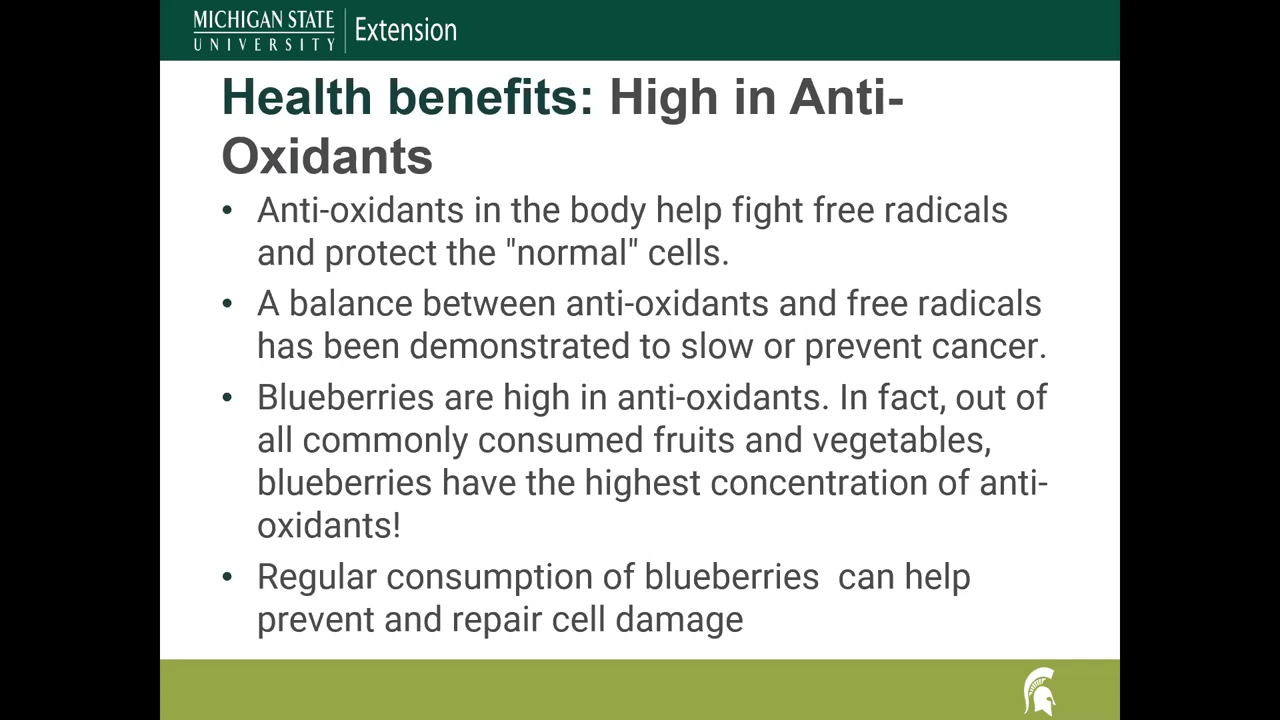 MICHIGAN STATE
UNIVERSITY
Extension
Health benefits: High in Anti-
Oxidants
• Anti-oxidants in the body help fight free radicals
and protect the "normal" cells.
• A balance between anti-oxidants and free radicals
has been demonstrated to slow or prevent cancer.
• Blueberries are high in anti-oxidants. In fact, out of
all commonly consumed fruits and vegetables,
blueberries have the highest concentration of anti-
oxidants!
• Regular consumption of blueberries  can help
prevent and repair cell damage